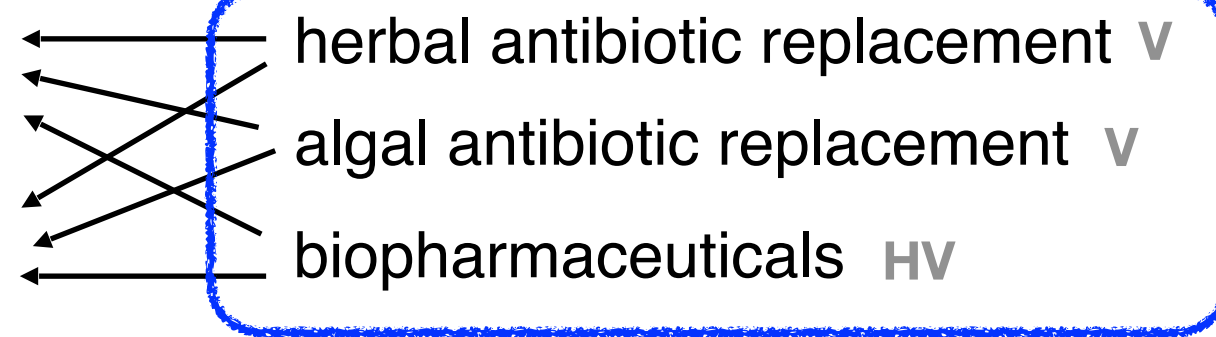 herbal antibiotic replacement V
algal antibiotic replacement V
biopharmaceuticals HV